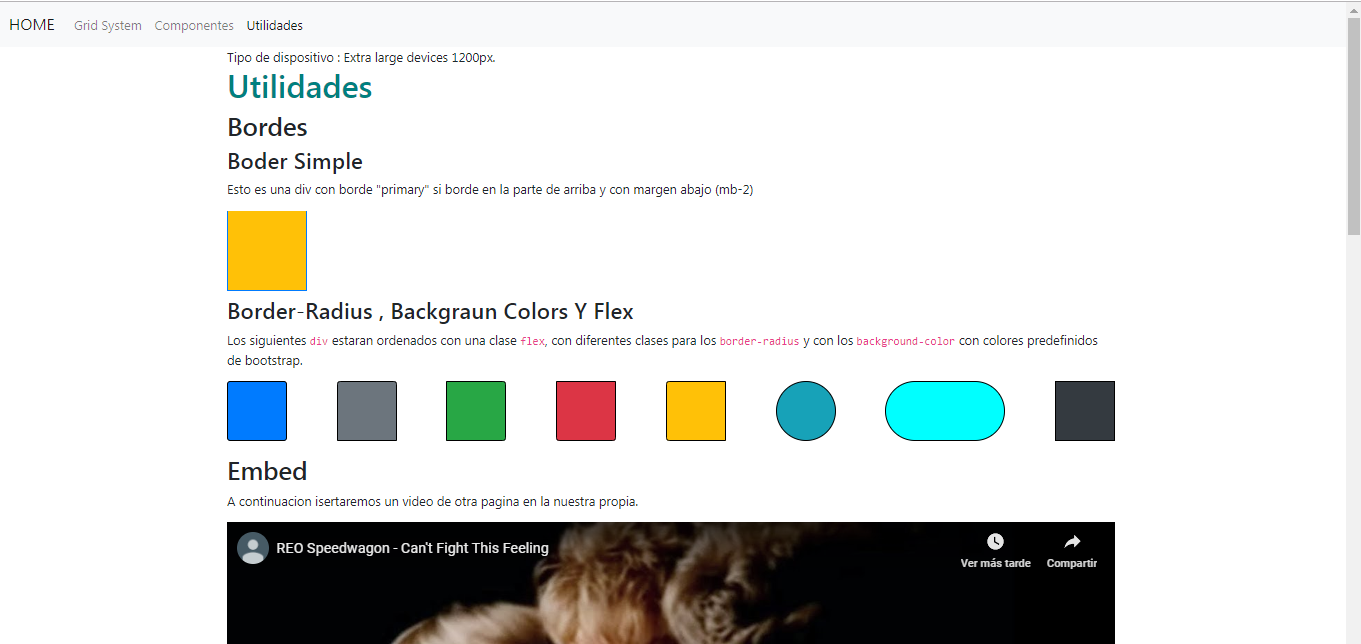 HOME Grid System Componentes Utilidades
Tipo de dispositivo : Extra large devices 1200px.
Utilidades
Bordes
Boder Simple
Esto es una div con borde "primary" si borde en la parte de arriba y con margen abajo (mb-2)
Border-Radius , Backgraun Colors Y Flex
Los siguientes div estaran ordenados con una clase flex, con diferentes clases para los border-radius y con los background-color con colores predefinidos
de bootstrap.
Embed
A continuacion isertaremos un video de otra pagina en la nuestra propia.
REO Speedwagon - Can't Fight This Feeling
Ver más tarde Compartir